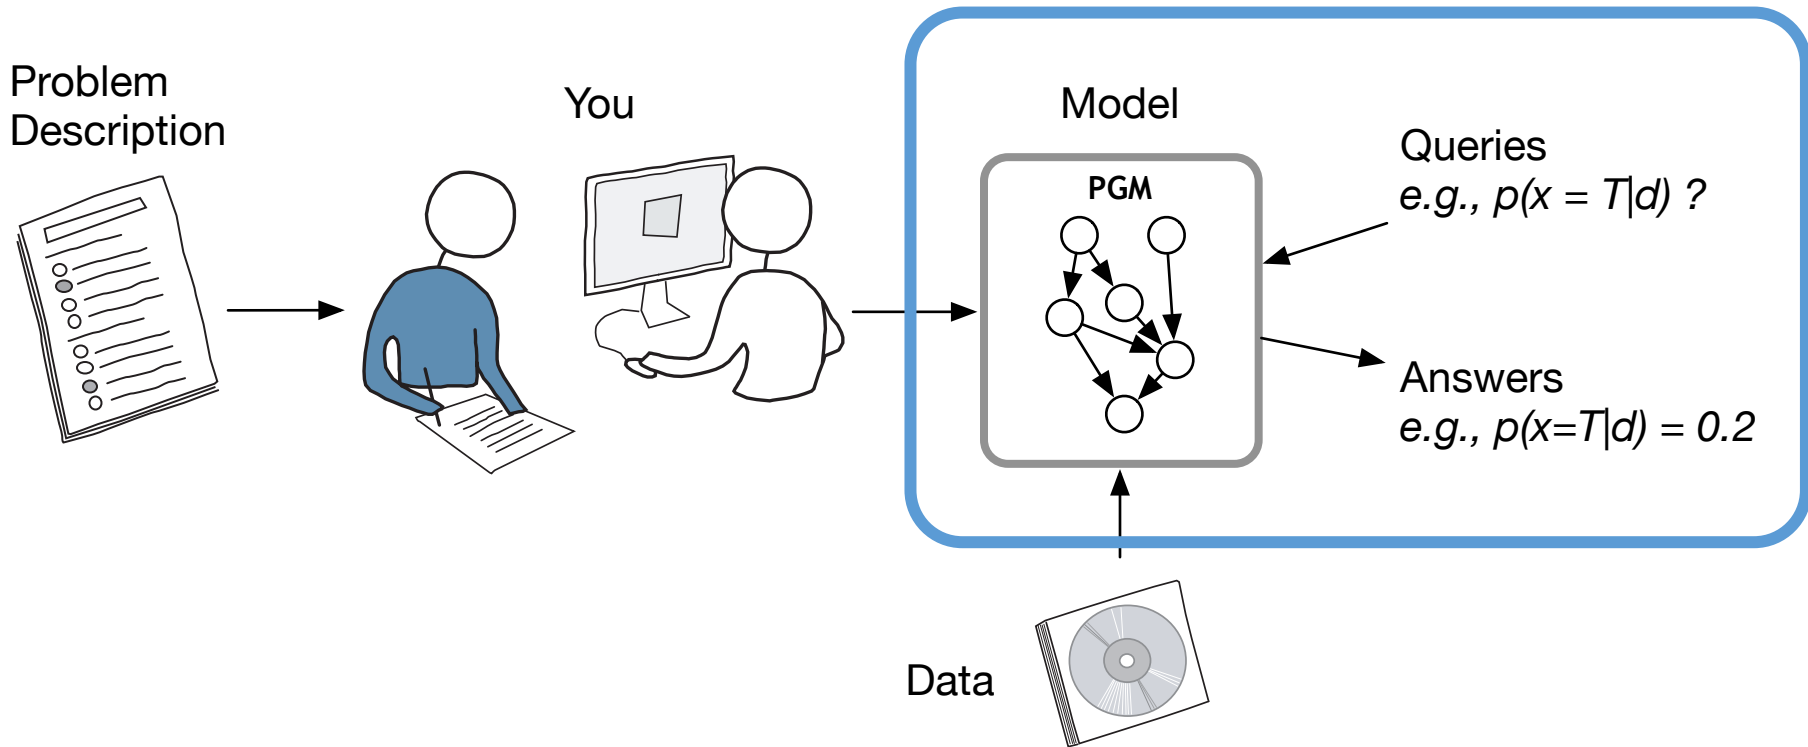 Problem
Description
You
Model
PGM
Queries
e.g., p(x = T|d) ?
Answers
e.g., p(x=T|d) = 0.2
Data